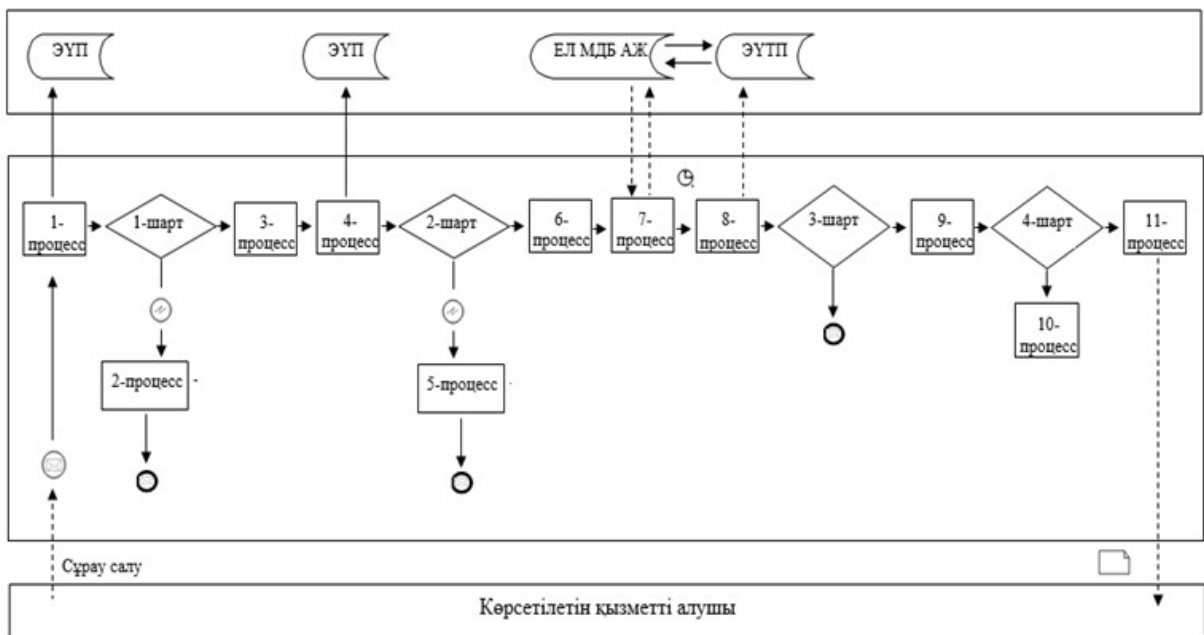 ЭҮП
ЭҮП
ЕЛ МДБ АЖ
ЭҮТП
1-
процесс
1-шарт
3-
процесс
4-
процесс
2-шарт
6-
процесс
7-
процесс
8-
процесс
3-шарт
9-
процесс
4-шарт
11-
процесс
2-процесс
5-процесс
10-
процесс
Сұрау салу
Көрсетілетін қызметті алушы